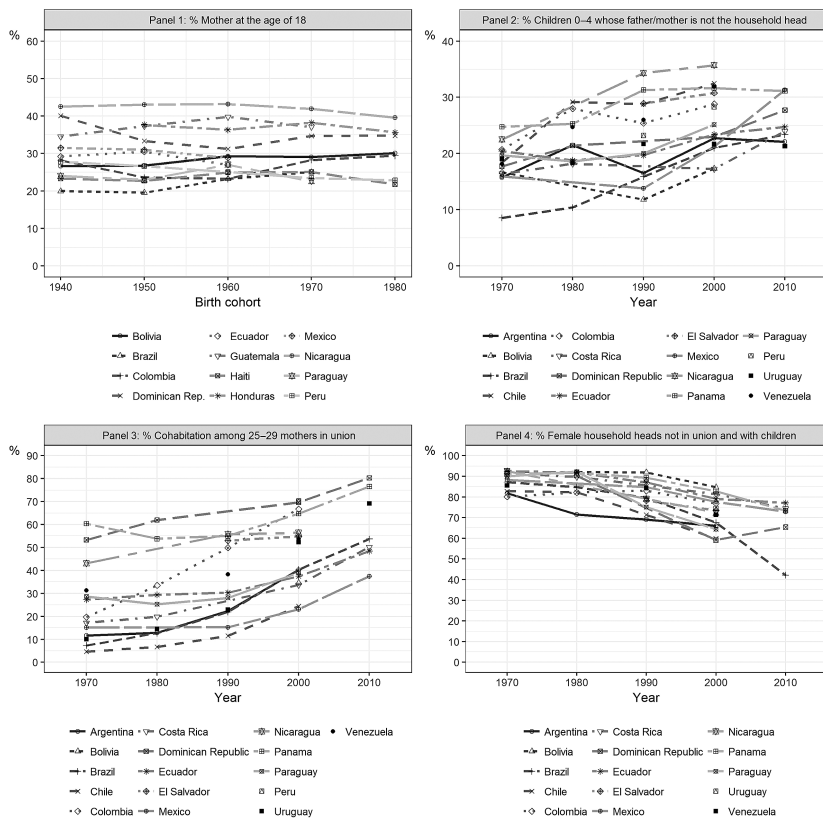 Panel 1: % Mother at the age of 18
%
60
50
40
30
20
10
0
1940 1950 1960 1970 1980
Birth cohort
Bolivia Ecuador Mexico
Brazil Guatemala Nicaragua
Colombia Haiti Paraguay
Dominican Rep. Honduras Peru
Panel 2: % Children 0–4 whose father/mother is not the household head
%
40
30
20
10
0
1970 1980 1990 2000 2010
Year
Argentina Colombia El Salvador Paraguay
Bolivia Costa Rica Mexico Peru
Brazil Dominican Republic Nicaragua Uruguay
Chile Ecuador Panama Venezuela
Panel 3: % Cohabitation among 25–29 mothers in union
%
90
80
70
60
50
40
30
20
10
0
1970 1980 1990 2000 2010
Year
Argentina Costa Rica Nicaragua Venezuela
Bolivia Dominican Republic Panama
Brazil Ecuador Paraguay
Chile El Salvador Peru
Colombia Mexico Uruguay
Panel 4: % Female household heads not in union and with children
%
100
90
80
70
60
50
40
30
20
10
0
1970 1980 1990 2000 2010
Year
Argentina Costa Rica Nicaragua
Bolivia Dominican Republic Panama
Brazil Ecuador Paraguay
Chile El Salvador Uruguay
Colombia Mexico Venezuela